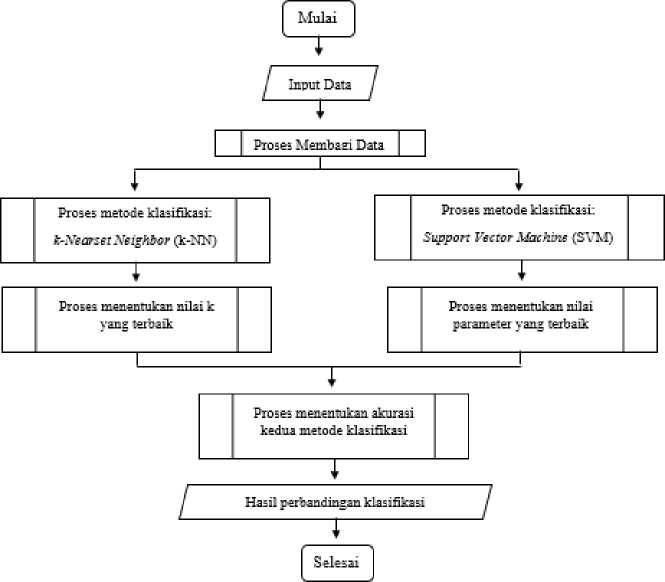 Mulai
Input Data
Proses Membagi Data
Proses metode klasifikasi:
k-Nearset Neighbor (k-NN)
Proses metode klasifikasi:
Support Vector Machine (SVM)
Proses menentukan nilai k
yang terbaik
Proses menentukan nilai
parameter yang terbaik
Proses menentukan akurasi
kedua metode klasifikasi
Hasil perbandingan klasifikasi
Selesai